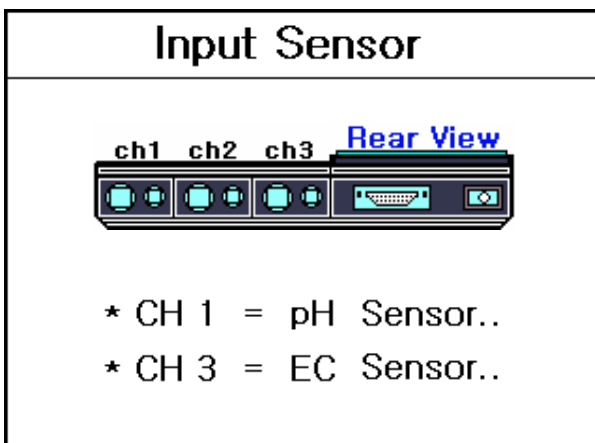 Input Sensor
ch1 ch2 ch3 Rear View
* CH 1 = pH Sensor..
* CH 3 = EC Sensor..